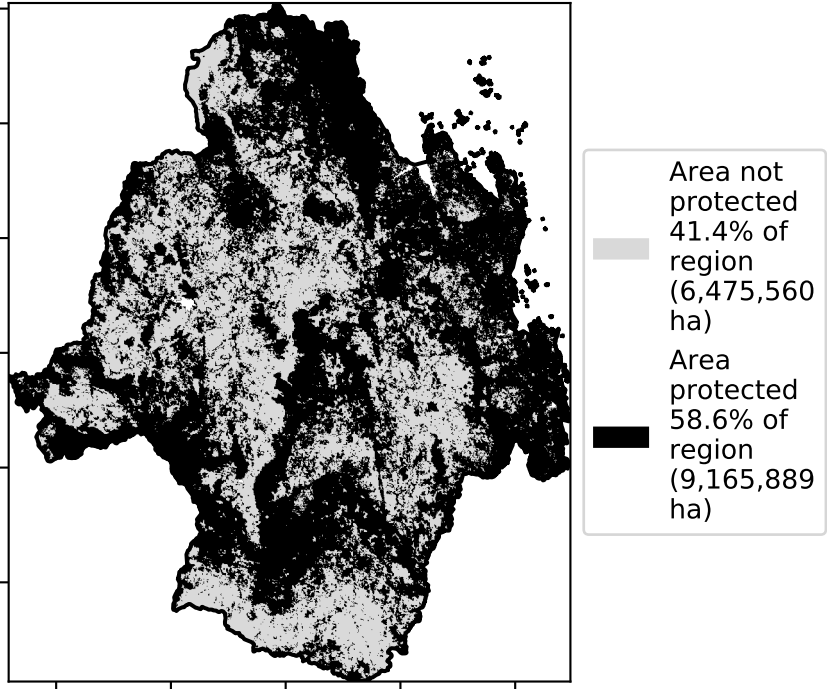 Area not
protected
41.4% of
region
(6,475,560
ha)
Area
protected
58.6% of
region
(9,165,889
ha)